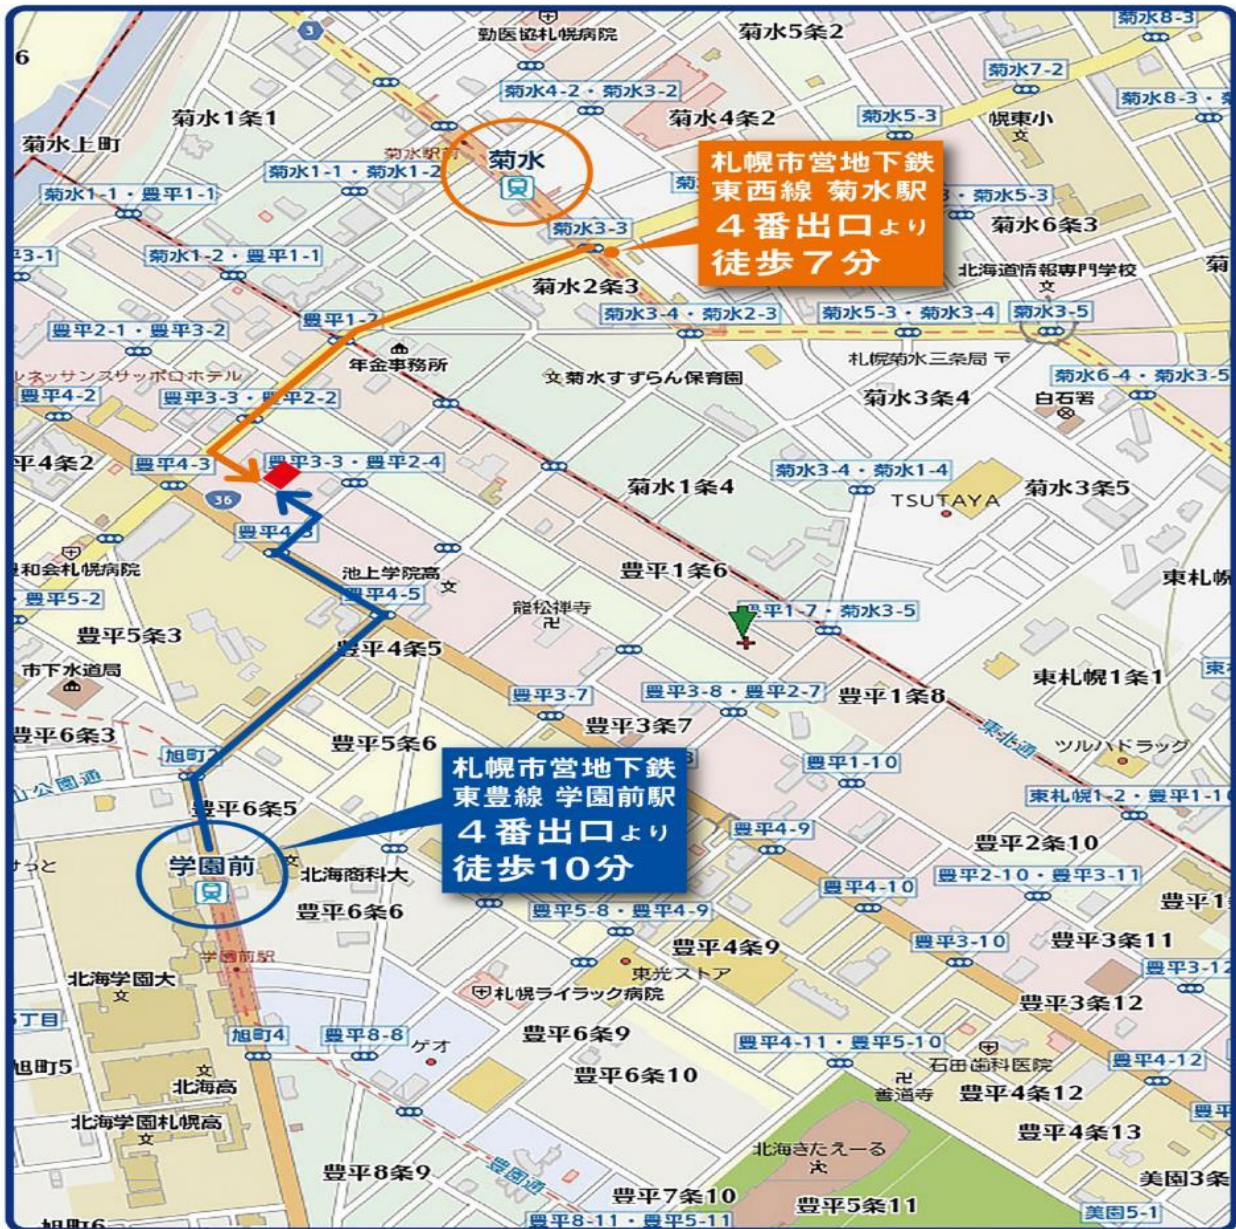 菊水8-3
3
勤医協札幌病院
菊水5条2
6
菊水7-2
菊水4-2・菊水3-2
菊水8-3・
菊水1条1
菊水4条2
菊水5-3
幌東小
菊水上町
菊水駅前
菊水
菊水1-1・菊水1-2
札幌市営地下鉄
東西線 菊水駅
4番出口より
徒歩7分
菊水1-1・豊平1-1
・菊水5-3
菊水3-3
菊水6条3
菊水1-2・豊平1-1
北海道情報専門学校
菊水2条3
豊平1-2
菊水3-4・菊水2-3
菊水5-3・菊水3-4
菊水3-5
豊平2-1・豊平3-2
年金事務所
札幌菊水三条局
ルネッサンスサッポロホテル
菊水すずらん保育園
菊水6-4・菊水3-5
豊平4-2
豊平3-3・豊平2-2
菊水3条4
白石署
平4条2
豊平4-3
豊平3-3・豊平2-4
菊水3-4・菊水1-4
菊水1条4
菊水3条5
36
TSUTAYA
豊平4-3
和会札幌病院
池上学院高
豊平1条6
東札幌
・豊平5-2
豊平4-5
龍松禅寺
豊平1-7・菊水3-5
豊平5条3
豊平4条5
市下水道局
東札幌1条1
豊平3-7
豊平3-8・豊平2-7
豊平1条8
豊平6条3
豊平5条6
豊平3条7
東北通
旭町2
ツルハドラッグ
山公園通
豊平1-10
札幌市営地下鉄
東豊線 学園前駅
4番出口より
徒歩10分
豊平6条5
東札幌1-2・豊平1-10
豊平4-9
豊平2条10
学園前
北海商科大
豊平4-10
豊平2-10・豊平3-11
豊平6条6
豊平5-8・豊平4-9
豊平4条9
豊平3-10
豊平3条11
学園前駅
東光ストア
豊平3-12
北海学園大
札幌ライラック病院
豊平3条12
5丁目
旭町4
豊平8-8
ゲオ
豊平6条9
豊平4-11・豊平5-10
石田歯科医院
豊平4-12
旭町5
北海高
豊平6条10
善道寺
豊平4条12
北海学園札幌高
豊平4条13
北海きたえーる
豊平8条9
豊園通
豊平7条10
豊平5条11
美園3条
旭町6
豊平8-11・豊平5-11
美園5-1